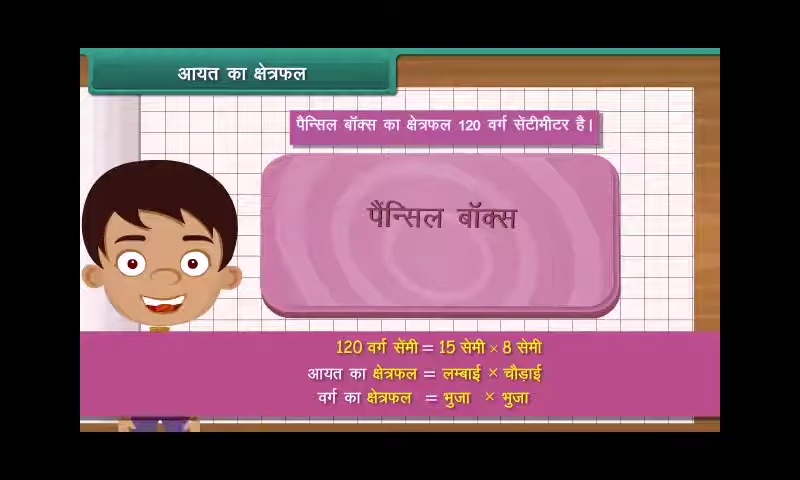 आयत का क्षेत्रफल
पैन्सिल बॉक्स का क्षेत्रफल 120 वर्ग सेंटीमीटर है।
पैंन्सिल बॉक्स
120 वर्ग सेंमी = 15 सेमी × 8 सेमी
आयत का क्षेत्रफल = लम्बाई × चौड़ाई
वर्ग का क्षेत्रफल = भुजा × भुजा